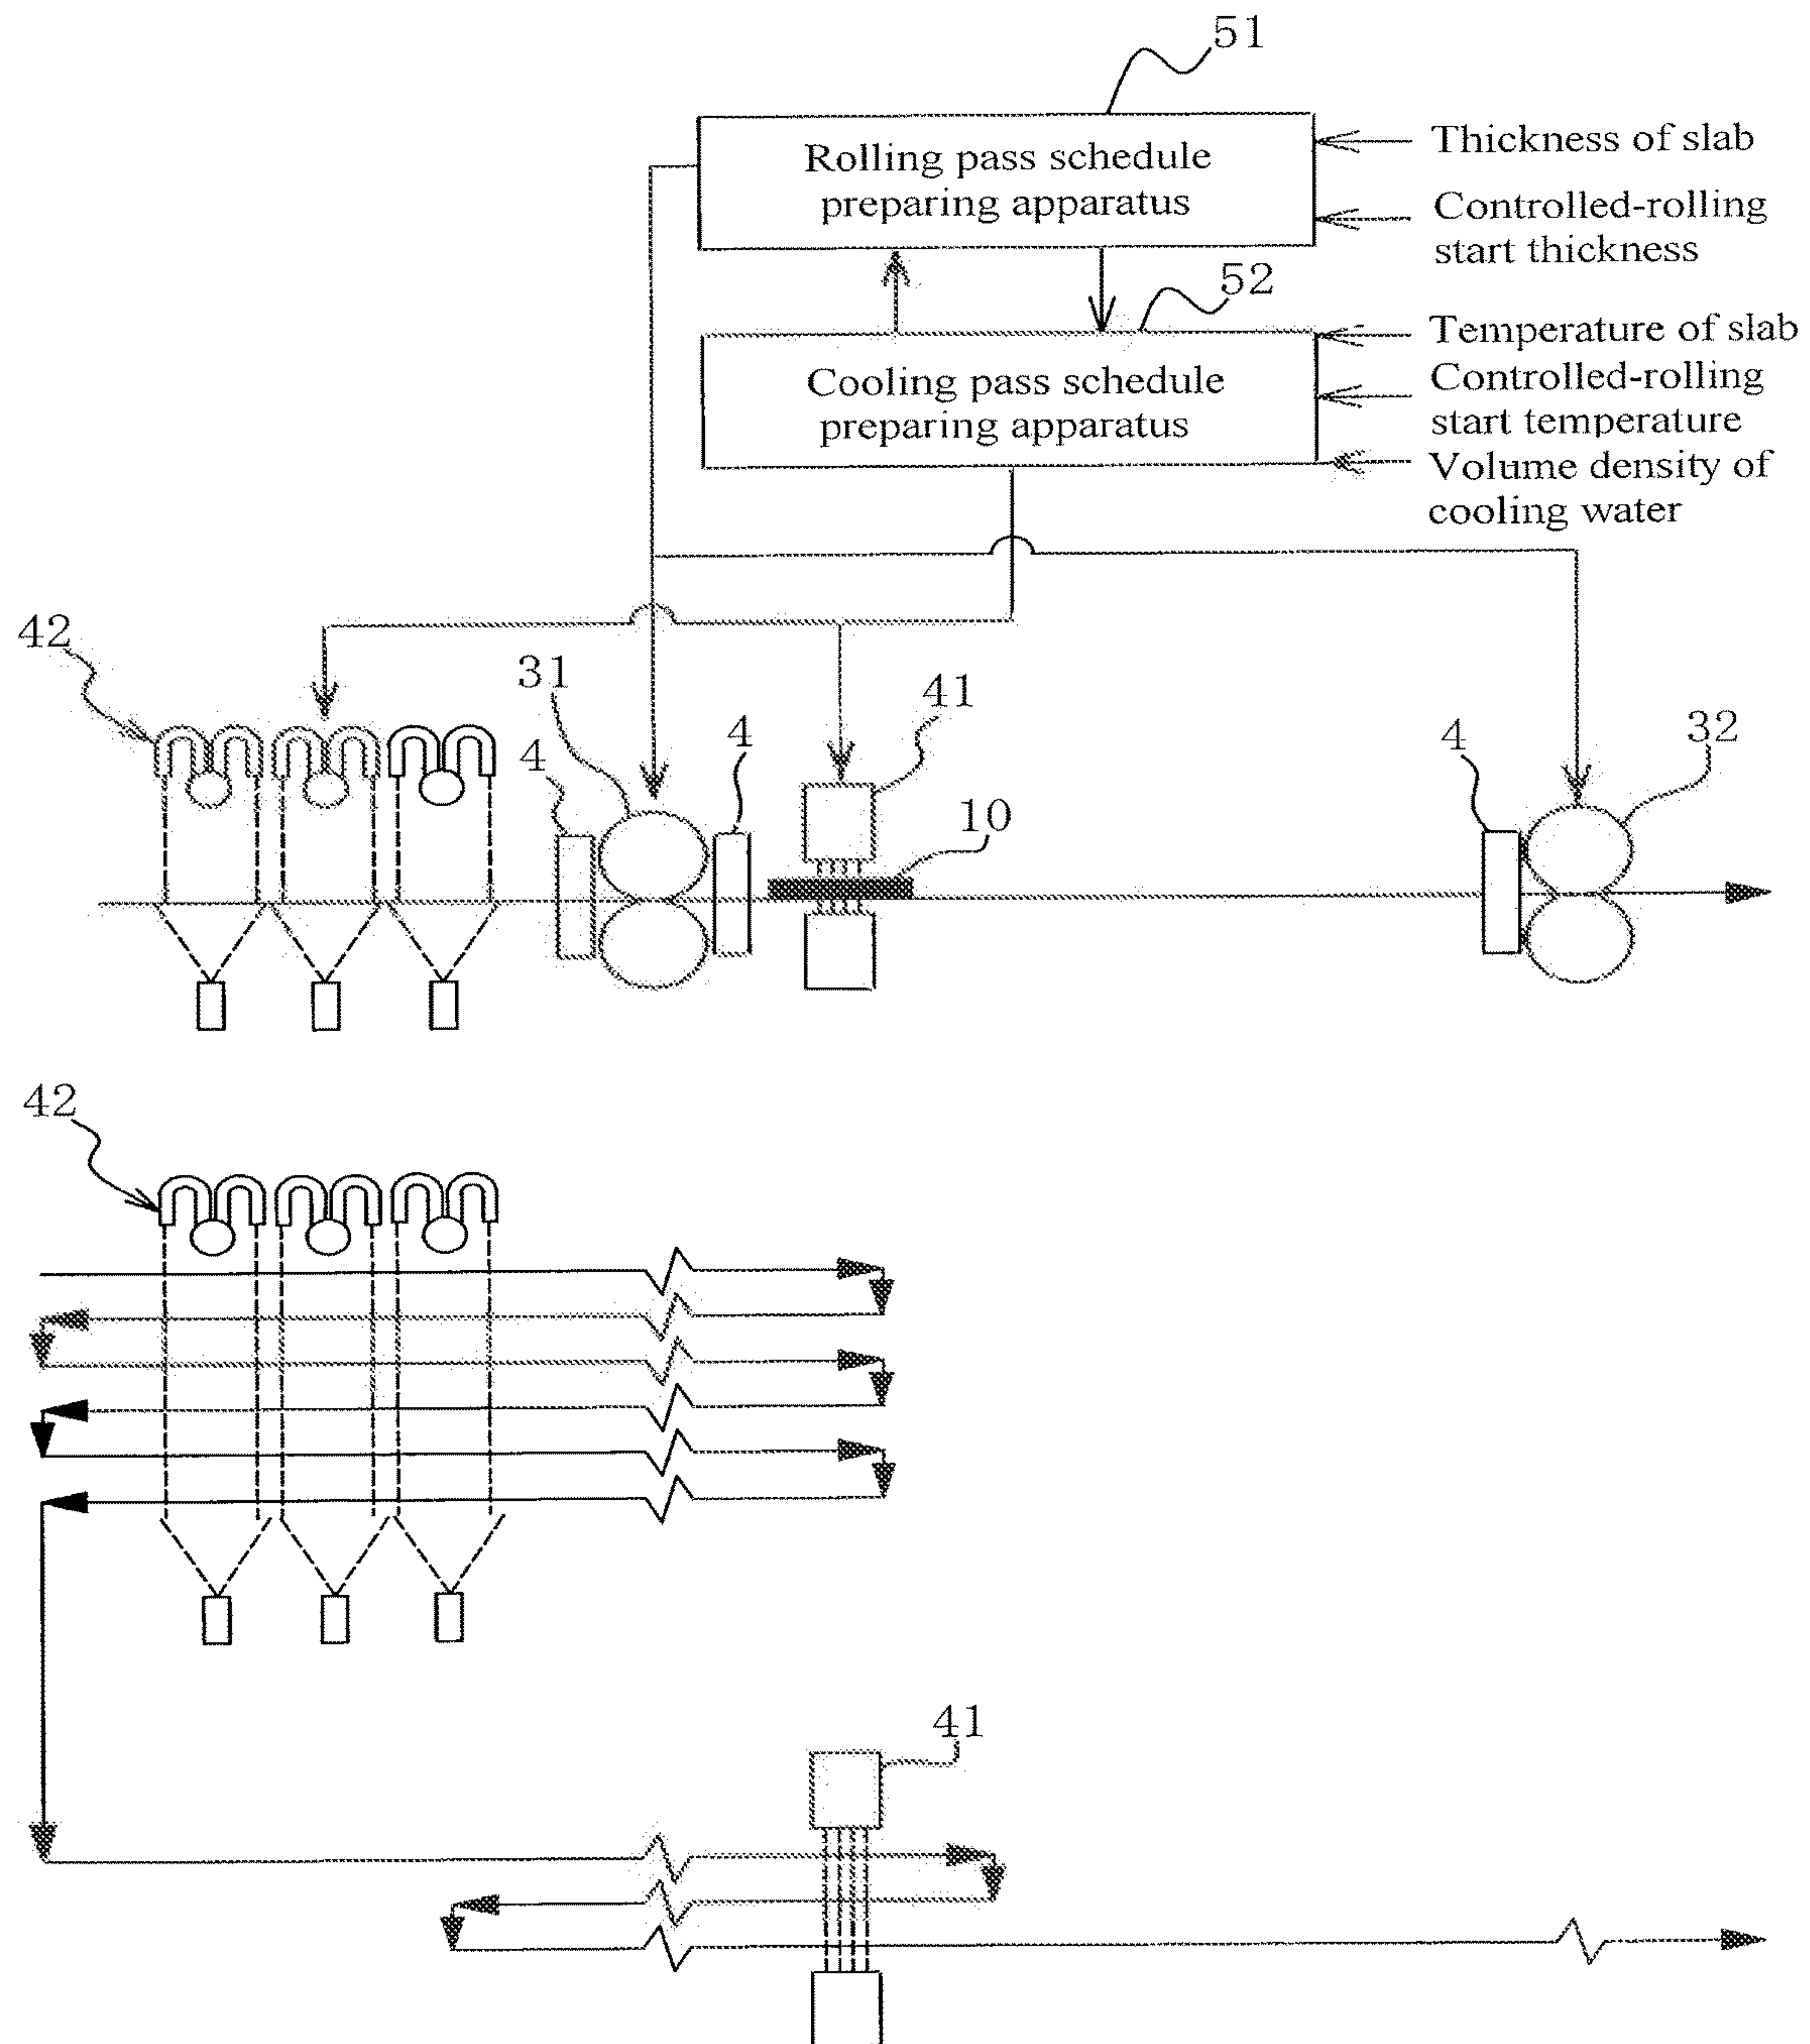 51
Rolling pass schedule
preparing apparatus
Thickness of slab
Controlled-rolling
start thickness
52
Cooling pass schedule
preparing apparatus
Temperature of slab
Controlled-rolling
start temperature
Volume density of
cooling water
42
31
4
4
41
10
4
32
42
41